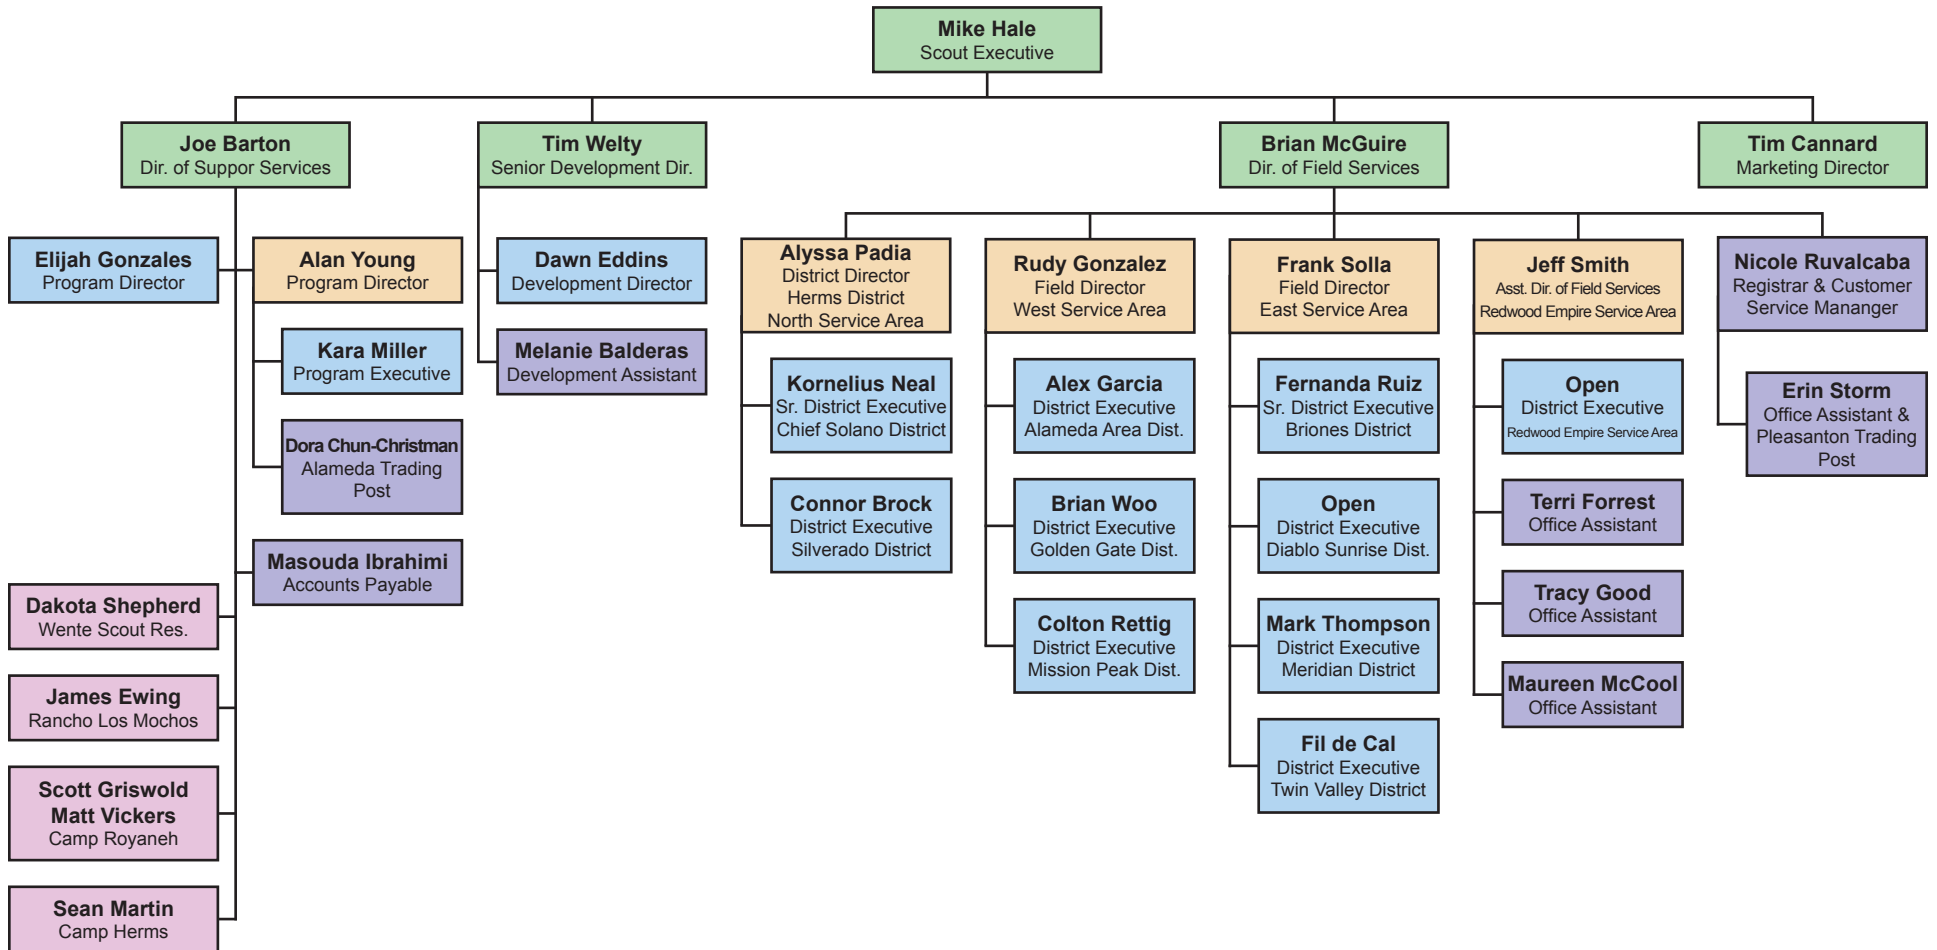 Mike Hale
Scout Executive
Joe Barton
Dir. of Suppor Services
Tim Welty
Senior Development Dir.
Brian McGuire
Dir. of Field Services
Tim Cannard
Marketing Director
Elijah Gonzales
Program Director
Alan Young
Program Director
Kara Miller
Program Executive
Dora Chun-Christman
Alameda Trading
Post
Masouda Ibrahimi
Accounts Payable
Dakota Shepherd
Wente Scout Res.
James Ewing
Rancho Los Mochos
Scott Griswold
Matt Vickers
Camp Royaneh
Sean Martin
Camp Herms
Dawn Eddins
Development Director
Melanie Balderas
Development Assistant
Alyssa Padia
District Director
Herms District
North Service Area
Kornelius Neal
Sr. District Executive
Chief Solano District
Connor Brock
District Executive
Silverado District
Rudy Gonzalez
Field Director
West Service Area
Alex Garcia
District Executive
Alameda Area Dist.
Brian Woo
District Executive
Golden Gate Dist.
Colton Rettig
District Executive
Mission Peak Dist.
Frank Solla
Field Director
East Service Area
Fernanda Ruiz
Sr. District Executive
Briones District
Open
District Executive
Diablo Sunrise Dist.
Mark Thompson
District Executive
Meridian District
Fil de Cal
District Executive
Twin Valley District
Jeff Smith
Asst. Dir. of Field Services
Redwood Empire Service Area
Open
District Executive
Redwood Empire Service Area
Terri Forrest
Office Assistant
Tracy Good
Office Assistant
Maureen McCool
Office Assistant
Nicole Ruvalcaba
Registrar & Customer
Service Mananger
Erin Storm
Office Assistant &
Pleasanton Trading
Post